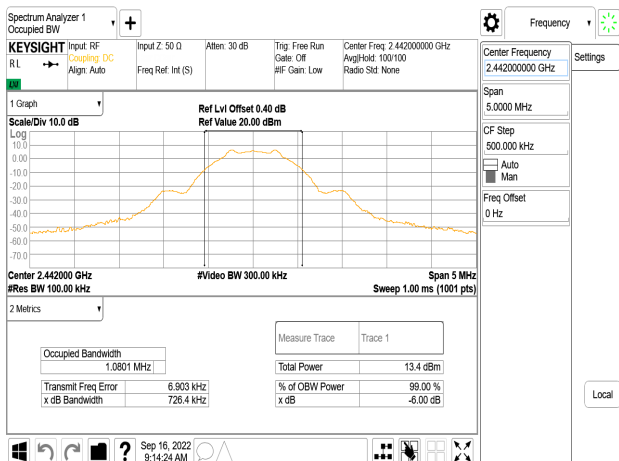 Spectrum Analyzer 1
Occupied BW
Frequency
KEYSIGHT
R L
LXI
Input: RF
Coupling: DC
Align: Auto
Input Z: 50 Ω
Freq Ref: Int (S)
Atten: 30 dB
Trig: Free Run
Gate: Off
#IF Gain: Low
Center Freq: 2.442000000 GHz
Avg|Hold: 100/100
Radio Std: None
Center Frequency
2.442000000 GHz
Settings
Span
5.0000 MHz
CF Step
500.000 kHz
Auto
Man
Freq Offset
0 Hz
Local
1 Graph
Scale/Div 10.0 dB
Ref Lvl Offset 0.40 dB
Ref Value 20.00 dBm
Log
10.0
0.00
-10.0
-20.0
-30.0
-40.0
-50.0
-60.0
-70.0
Center 2.442000 GHz
#Video BW 300.00 kHz
Span 5 MHz
#Res BW 100.00 kHz
Sweep 1.00 ms (1001 pts)
2 Metrics
Measure Trace
Trace 1
Occupied Bandwidth
1.0801 MHz
Total Power
13.4 dBm
Transmit Freq Error
6.903 kHz
% of OBW Power
99.00 %
x dB Bandwidth
726.4 kHz
x dB
-6.00 dB
?
Sep 16, 2022
9:14:24 AM